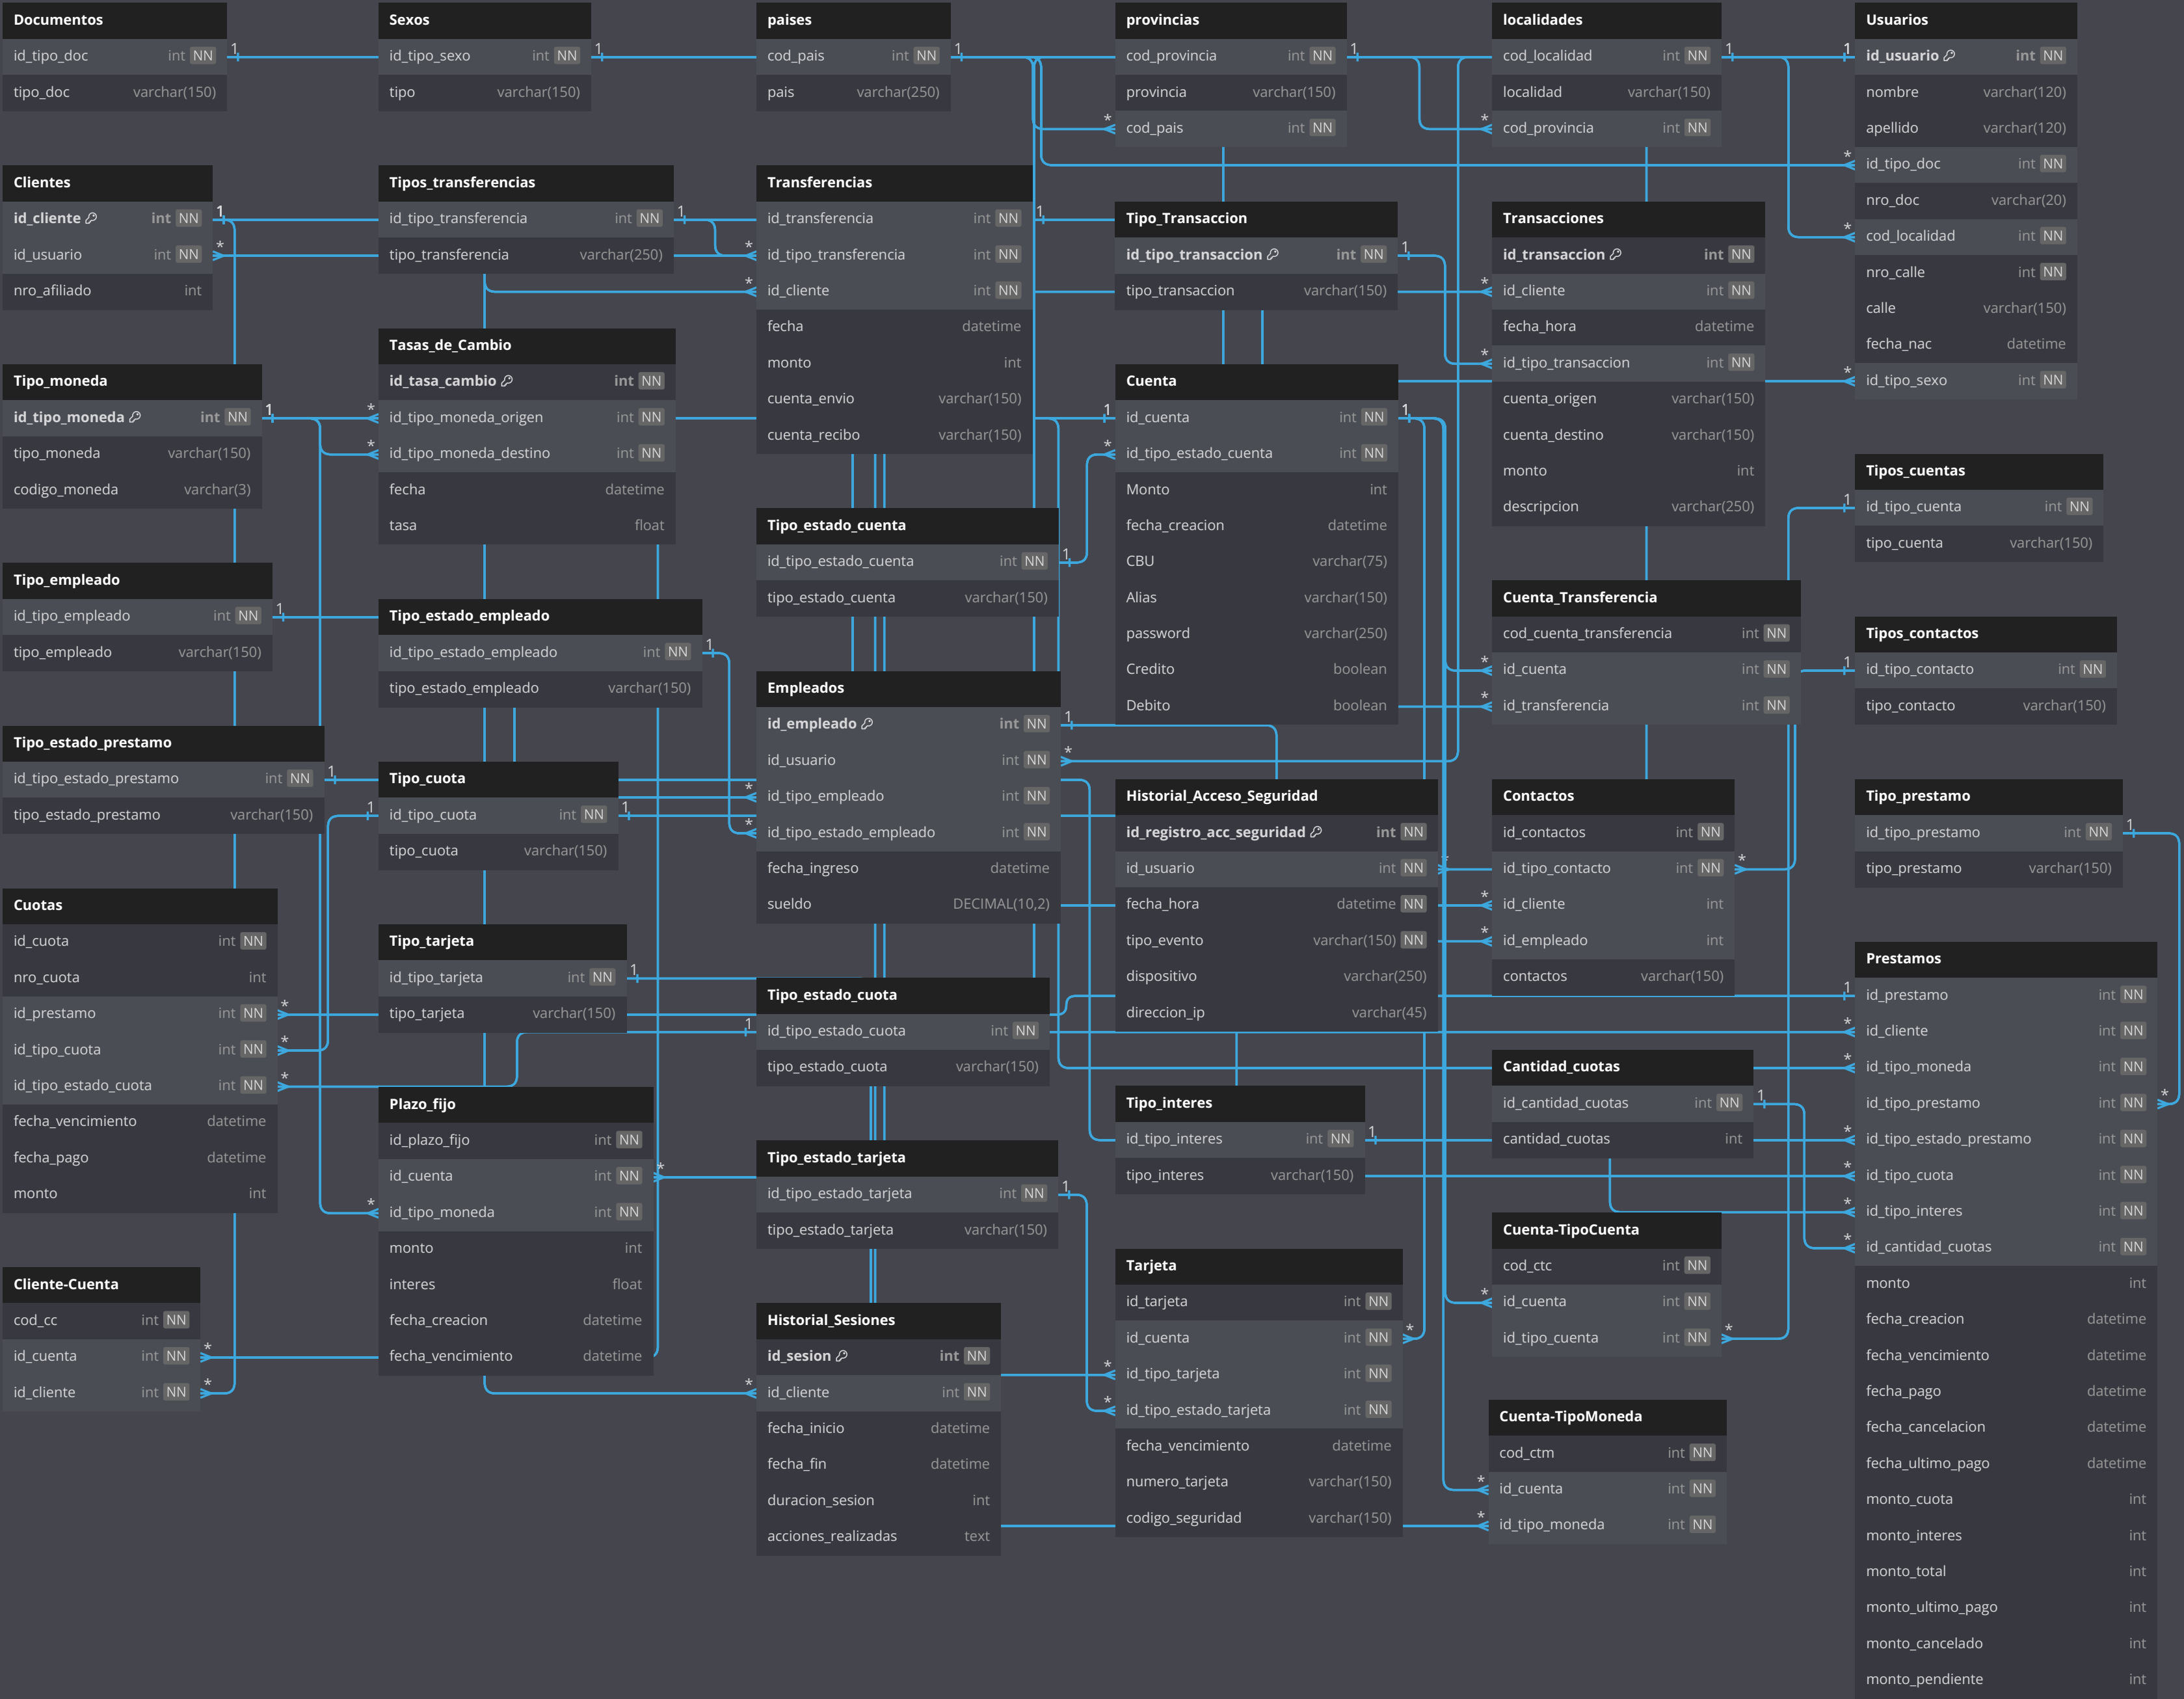 Documentos
id_tipo_doc int NN
tipo_doc varchar(150)
Sexos
id_tipo_sexo int NN
tipo varchar(150)
paises
cod_pais int NN
pais varchar(250)
provincias
cod_provincia int NN
provincia varchar(150)
cod_pais int NN
localidades
cod_localidad int NN
localidad varchar(150)
cod_provincia int NN
Usuarios
id_usuario int NN
nombre varchar(120)
apellido varchar(120)
id_tipo_doc int NN
nro_doc varchar(20)
cod_localidad int NN
nro_calle int NN
calle varchar(150)
fecha_nac datetime
id_tipo_sexo int NN
Clientes
id_cliente int NN
id_usuario int NN
nro_afiliado int
Tipos_transferencias
id_tipo_transferencia int NN
tipo_transferencia varchar(250)
Transferencias
id_transferencia int NN
id_tipo_transferencia int NN
id_cliente int NN
fecha datetime
monto int
cuenta_envio varchar(150)
cuenta_recibo varchar(150)
Tipo_Transaccion
id_tipo_transaccion int NN
tipo_transaccion varchar(150)
Transacciones
id_transaccion int NN
id_cliente int NN
fecha_hora datetime
id_tipo_transaccion int NN
cuenta_origen varchar(150)
cuenta_destino varchar(150)
monto int
descripcion varchar(250)
Tipo_moneda
id_tipo_moneda int NN
tipo_moneda varchar(150)
codigo_moneda varchar(3)
Tasas_de_Cambio
id_tasa_cambio int NN
id_tipo_moneda_origen int NN
id_tipo_moneda_destino int NN
fecha datetime
tasa float
Cuenta
id_cuenta int NN
id_tipo_estado_cuenta int NN
Monto int
fecha_creacion datetime
CBU varchar(75)
Alias varchar(150)
password varchar(250)
Credito boolean
Debito boolean
Tipos_cuentas
id_tipo_cuenta int NN
tipo_cuenta varchar(150)
Tipo_estado_cuenta
id_tipo_estado_cuenta int NN
tipo_estado_cuenta varchar(150)
Tipo_empleado
id_tipo_empleado int NN
tipo_empleado varchar(150)
Tipo_estado_empleado
id_tipo_estado_empleado int NN
tipo_estado_empleado varchar(150)
Cuenta_Transferencia
cod_cuenta_transferencia int NN
id_cuenta int NN
id_transferencia int NN
Tipos_contactos
id_tipo_contacto int NN
tipo_contacto varchar(150)
Empleados
id_empleado int NN
id_usuario int NN
id_tipo_empleado int NN
id_tipo_estado_empleado int NN
fecha_ingreso datetime
sueldo DECIMAL(10,2)
Tipo_estado_prestamo
id_tipo_estado_prestamo int NN
tipo_estado_prestamo varchar(150)
Tipo_cuota
id_tipo_cuota int NN
tipo_cuota varchar(150)
Historial_Acceso_Seguridad
id_registro_acc_seguridad int NN
id_usuario int NN
fecha_hora datetime NN
tipo_evento varchar(150) NN
dispositivo varchar(250)
direccion_ip varchar(45)
Contactos
id_contactos int NN
id_tipo_contacto int NN
id_cliente int
id_empleado int
contactos varchar(150)
Tipo_prestamo
id_tipo_prestamo int NN
tipo_prestamo varchar(150)
Cuotas
id_cuota int NN
nro_cuota int
id_prestamo int NN
id_tipo_cuota int NN
id_tipo_estado_cuota int NN
fecha_vencimiento datetime
fecha_pago datetime
monto int
Tipo_tarjeta
id_tipo_tarjeta int NN
tipo_tarjeta varchar(150)
Tipo_estado_cuota
id_tipo_estado_cuota int NN
tipo_estado_cuota varchar(150)
Prestamos
id_prestamo int NN
id_cliente int NN
id_tipo_moneda int NN
id_tipo_prestamo int NN
id_tipo_estado_prestamo int NN
id_tipo_cuota int NN
id_tipo_interes int NN
id_cantidad_cuotas int NN
monto int
fecha_creacion datetime
fecha_vencimiento datetime
fecha_pago datetime
fecha_cancelacion datetime
fecha_ultimo_pago datetime
monto_cuota int
monto_interes int
monto_total int
monto_ultimo_pago int
monto_cancelado int
monto_pendiente int
Cantidad_cuotas
id_cantidad_cuotas int NN
cantidad_cuotas int
Plazo_fijo
id_plazo_fijo int NN
id_cuenta int NN
id_tipo_moneda int NN
monto int
interes float
fecha_creacion datetime
fecha_vencimiento datetime
Tipo_interes
id_tipo_interes int NN
tipo_interes varchar(150)
Tipo_estado_tarjeta
id_tipo_estado_tarjeta int NN
tipo_estado_tarjeta varchar(150)
Cuenta-TipoCuenta
cod_ctc int NN
id_cuenta int NN
id_tipo_cuenta int NN
Tarjeta
id_tarjeta int NN
id_cuenta int NN
id_tipo_tarjeta int NN
id_tipo_estado_tarjeta int NN
fecha_vencimiento datetime
numero_tarjeta varchar(150)
codigo_seguridad varchar(150)
Cliente-Cuenta
cod_cc int NN
id_cuenta int NN
id_cliente int NN
Historial_Sesiones
id_sesion int NN
id_cliente int NN
fecha_inicio datetime
fecha_fin datetime
duracion_sesion int
acciones_realizadas text
Cuenta-TipoMoneda
cod_ctm int NN
id_cuenta int NN
id_tipo_moneda int NN